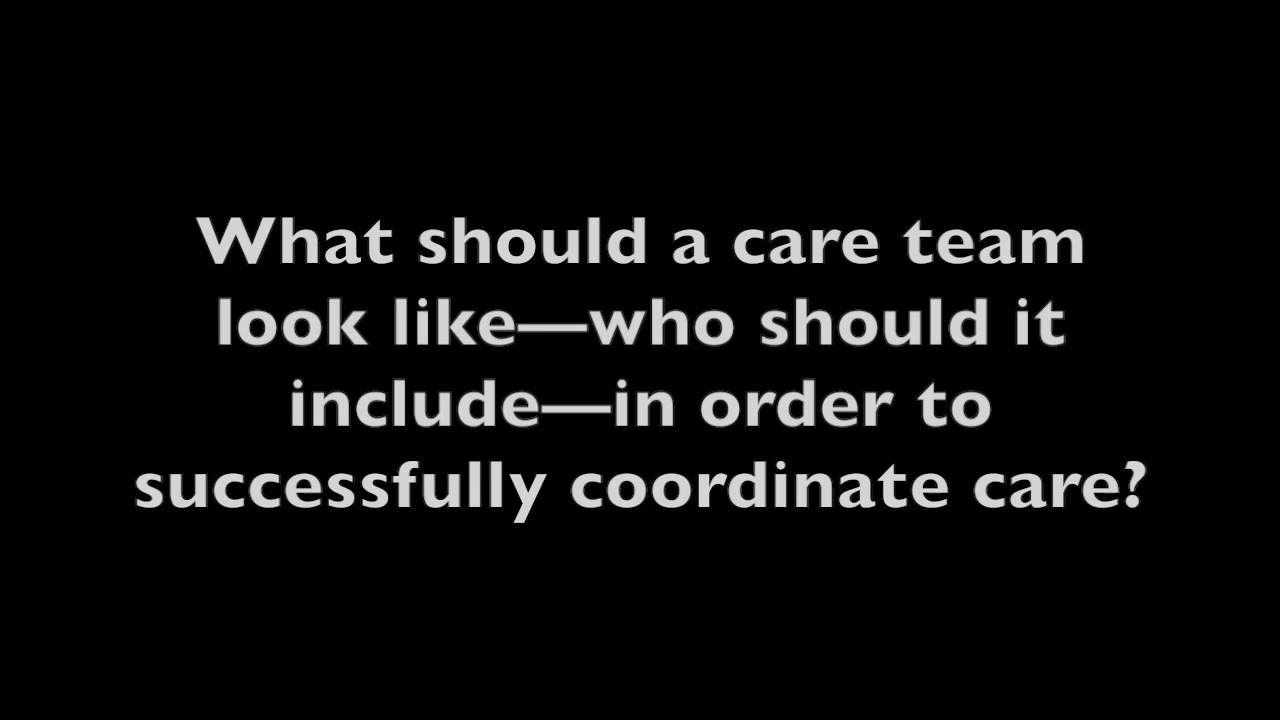 What should a care team
look like—who should it
include—in order to
successfully coordinate care?